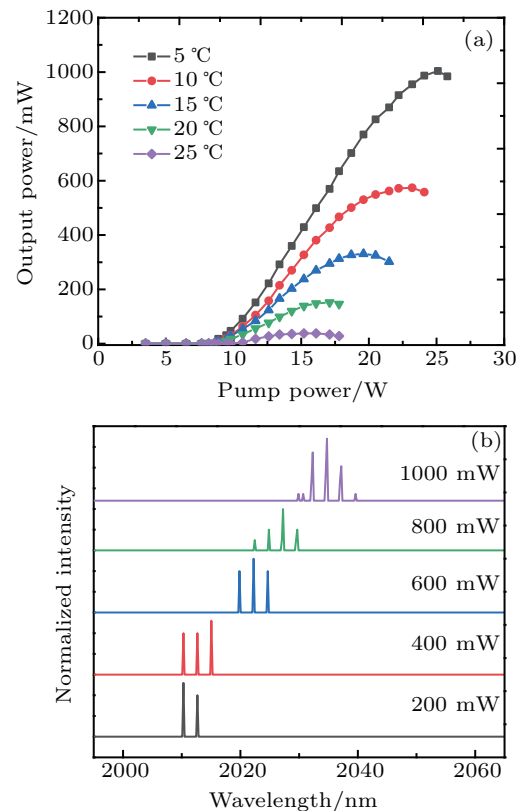 (a)
1200
1000
800
600
400
200
0
Output power/mW
5 ℃
10 ℃
15 ℃
20 ℃
25 ℃
0 5 10 15 20 25 30
Pump power/W
(b)
Normalized intensity
1000 mW
800 mW
600 mW
400 mW
200 mW
2000 2020 2040 2060
Wavelength/nm